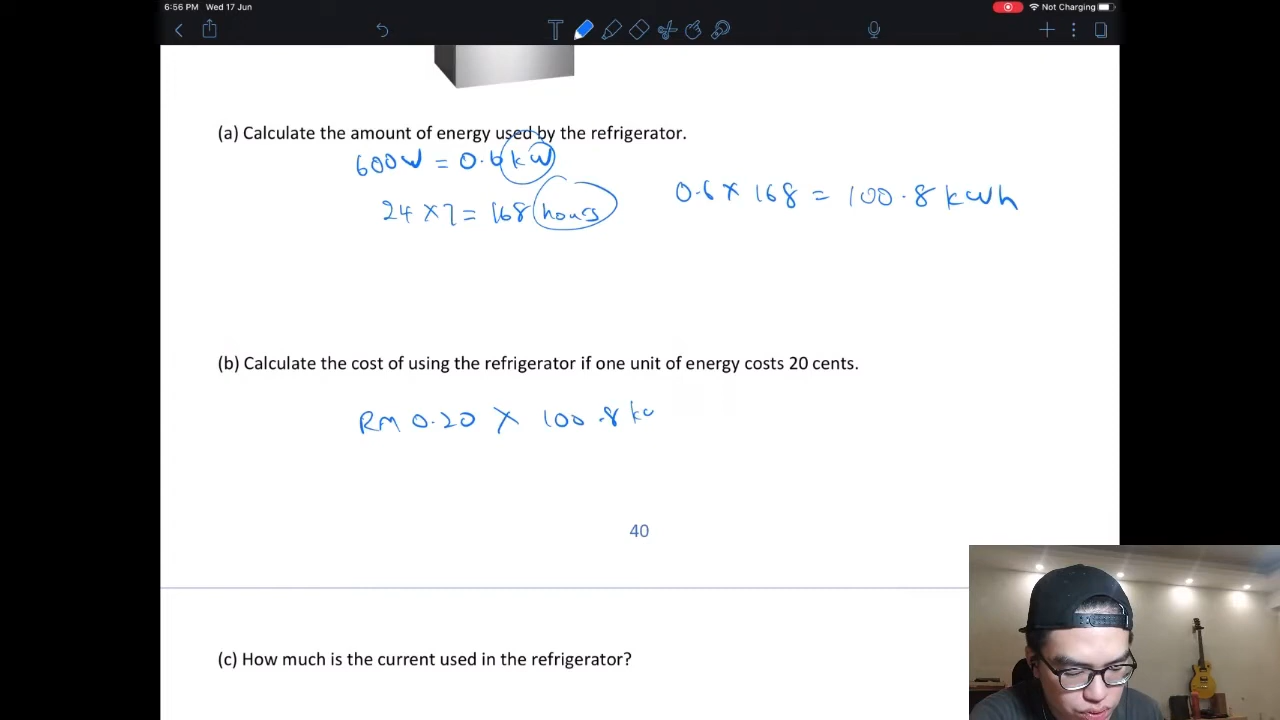 6:56 PM Wed 17 Jun
Not Charging
T
(a) Calculate the amount of energy used by the refrigerator.
600W = 0.6kW
24 x 7 = 168 hours
0.6 x 168 = 100.8 kWh
(b) Calculate the cost of using the refrigerator if one unit of energy costs 20 cents.
RM 0.20 x 100.8 k
40
(c) How much is the current used in the refrigerator?